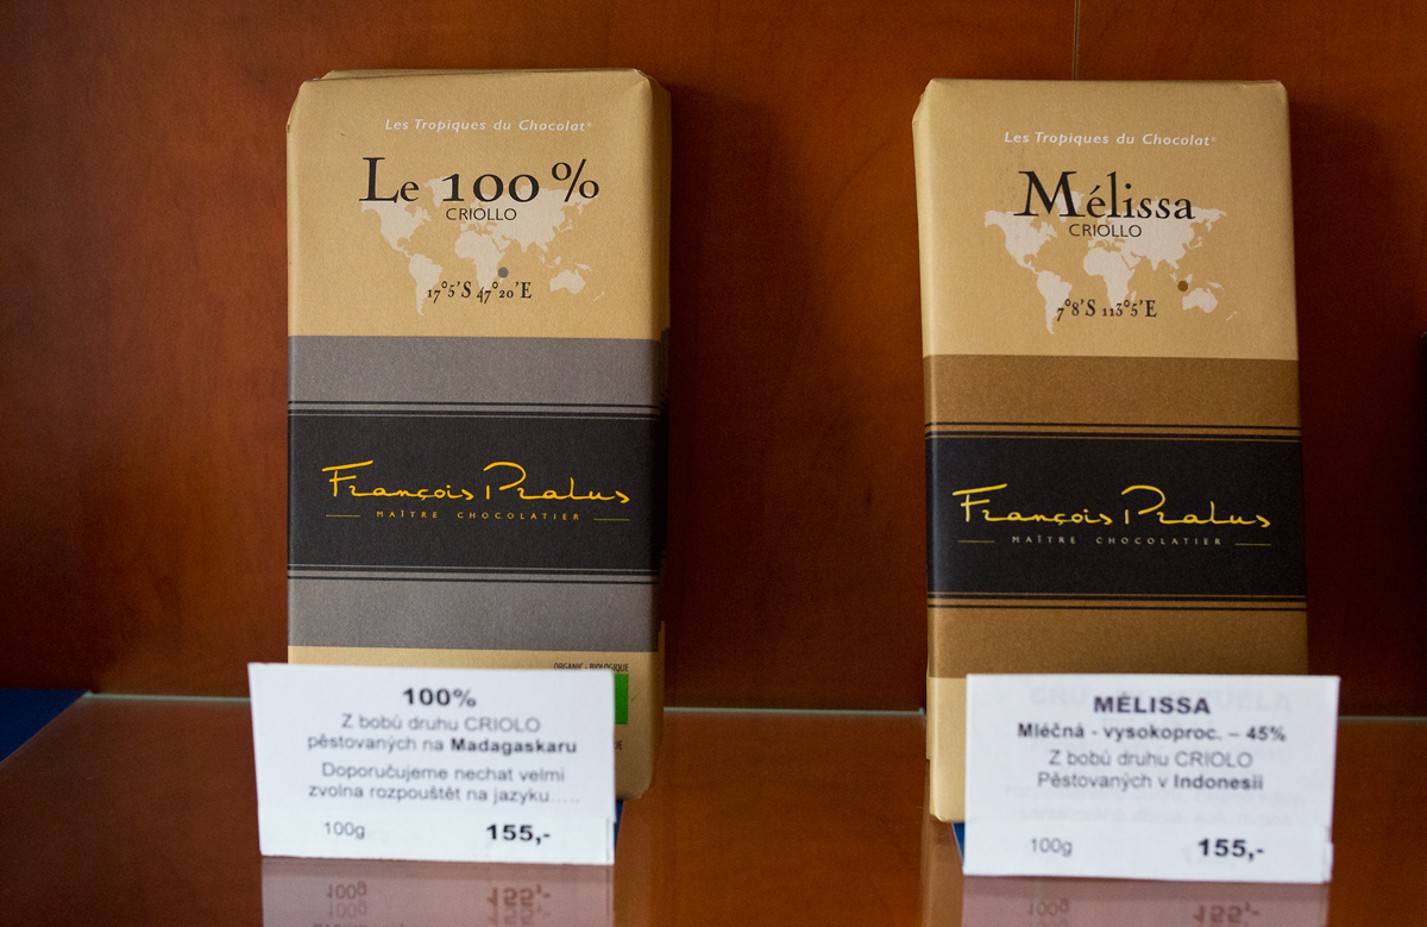 Les Tropiques du Chocolat®
Le 100 %
CRIOLLO
17°5'S 47°20'E
François Pralus
MAÎTRE CHOCOLATIER
ORGANIC - BIOLOGIQUE
100%
Z bobů druhu CRIOLO
pěstovaných na Madagaskaru
Doporučujeme nechat velmi
zvolna rozpouštět na jazyku.....
100g 155,-
Les Tropiques du Chocolat®
Mélissa
CRIOLLO
7°8'S 113°5'E
François Pralus
MAÎTRE CHOCOLATIER
MÉLISSA
Mléčná - vysokoproc. – 45%
Z bobů druhu CRIOLO
Pěstovaných v Indonesii
100g 155,-